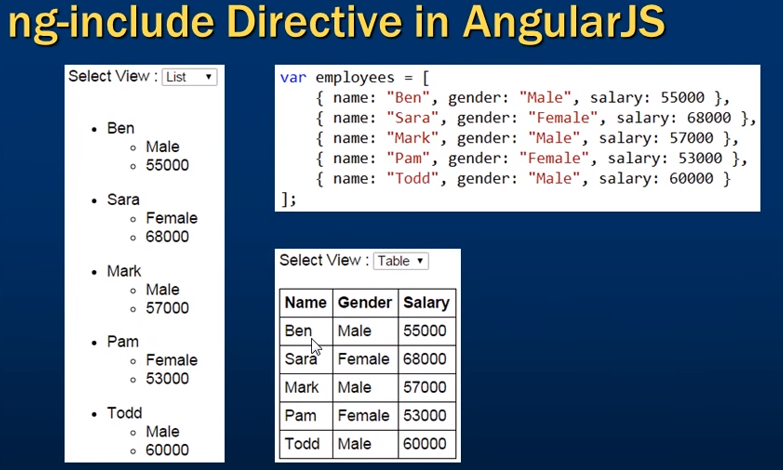 ng-include Directive in AngularJS
Select View : List
Ben
Male
55000
Sara
Female
68000
Mark
Male
57000
Pam
Female
53000
Todd
Male
60000
var employees = [
{ name: "Ben", gender: "Male", salary: 55000 },
{ name: "Sara", gender: "Female", salary: 68000 },
{ name: "Mark", gender: "Male", salary: 57000 },
{ name: "Pam", gender: "Female", salary: 53000 },
{ name: "Todd", gender: "Male", salary: 60000 }
];
Select View : Table
Name Gender Salary
Ben Male 55000
Sara Female 68000
Mark Male 57000
Pam Female 53000
Todd Male 60000